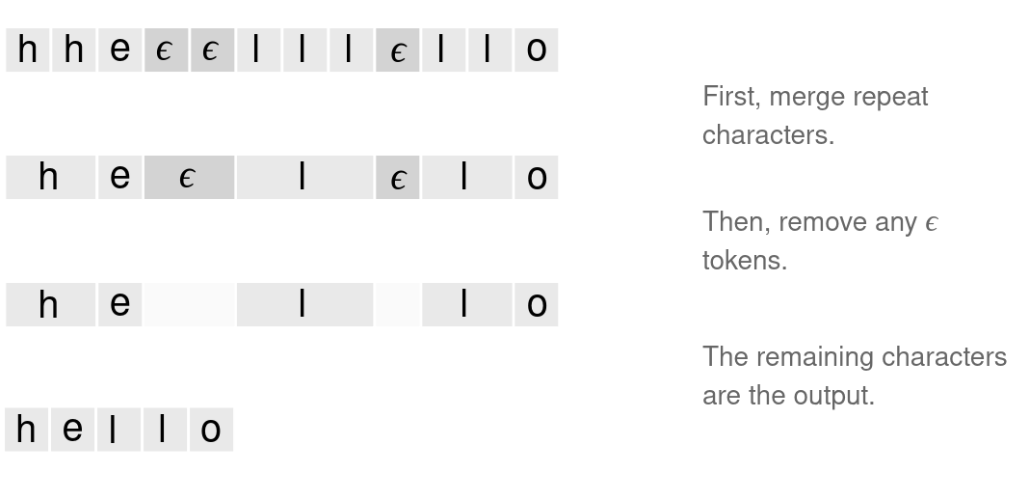 h h e ϵ ϵ l l l ϵ l l o
First, merge repeat
characters.
h e ϵ l ϵ l o
Then, remove any ϵ
tokens.
h e l l o
The remaining characters
are the output.
h e l l o